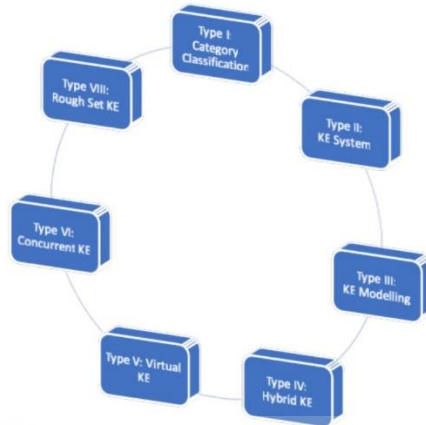 Type I:
Category
Classification
Type II:
KE System
Type III:
KE Modelling
Type IV:
Hybrid KE
Type V: Virtual
KE
Type VI:
Concurrent KE
Type VIII:
Rough Set KE